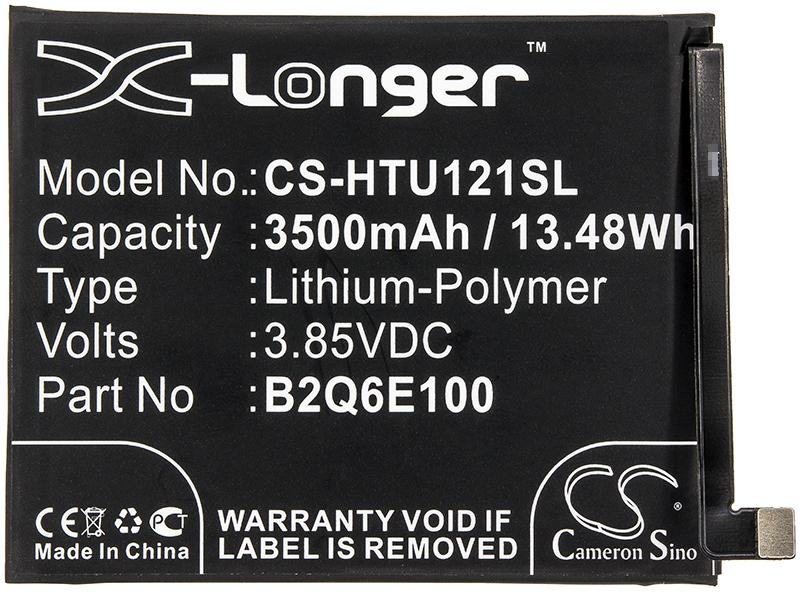 X-Longer™
Model No.: CS-HTU121SL
Capacity : 3500mAh / 13.48Wh
Type : Lithium-Polymer
Volts : 3.85VDC
Part No : B2Q6E100
CE PCT
Made In China
WARRANTY VOID IF
LABEL IS REMOVED
CS®
Cameron Sino